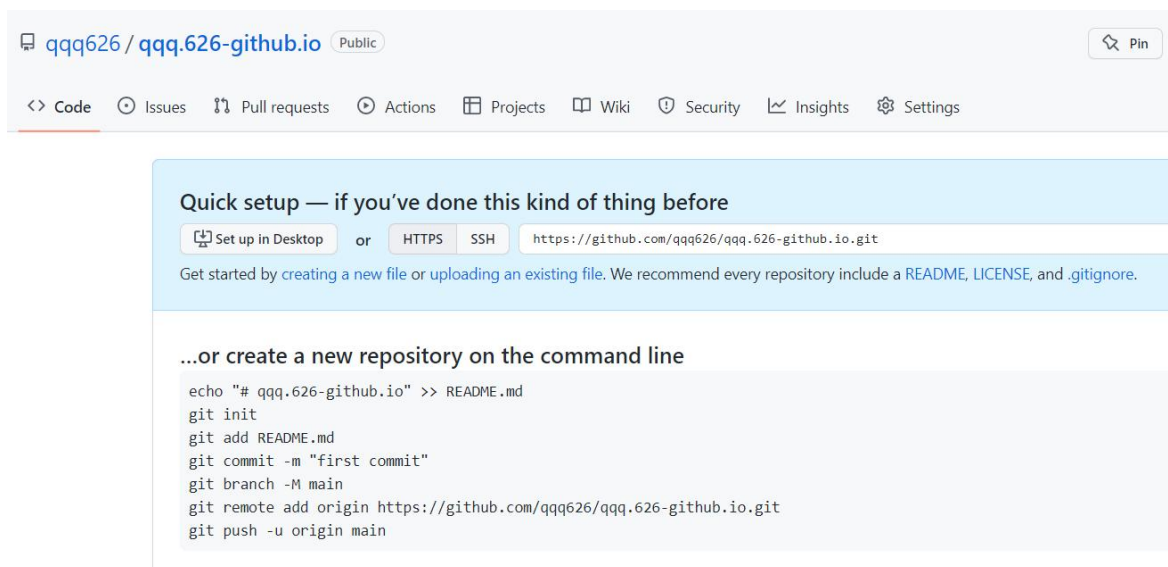 qqq626 / qqq.626-github.io Public
Pin
Code Issues Pull requests Actions Projects Wiki Security Insights Settings
Quick setup — if you’ve done this kind of thing before
Set up in Desktop or HTTPS SSH https://github.com/qqq626/qqq.626-github.io.git
Get started by creating a new file or uploading an existing file. We recommend every repository include a README, LICENSE, and .gitignore.
...or create a new repository on the command line
echo "# qqq.626-github.io" >> README.md
git init
git add README.md
git commit -m "first commit"
git branch -M main
git remote add origin https://github.com/qqq626/qqq.626-github.io.git
git push -u origin main